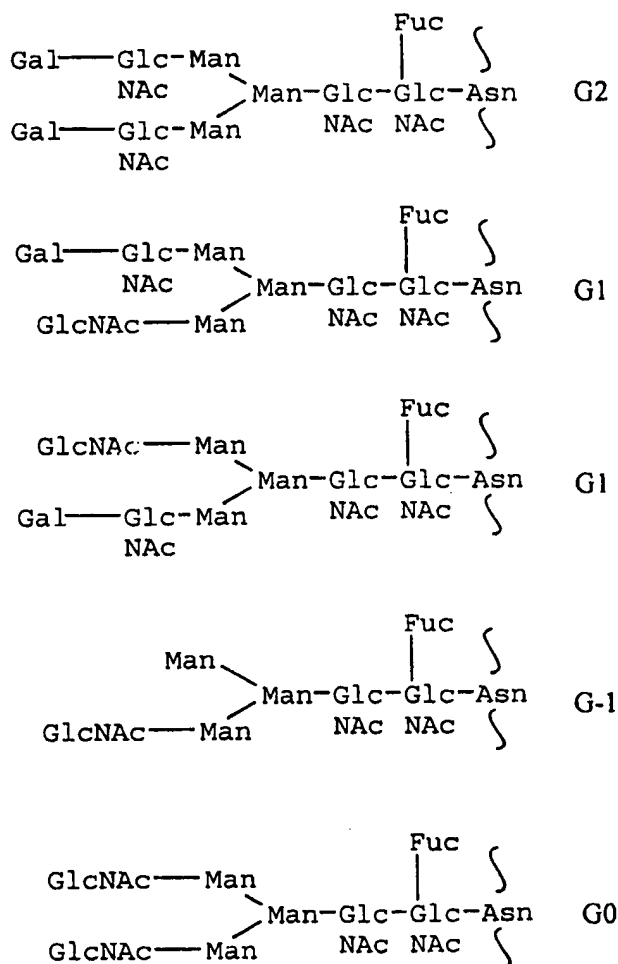 Fuc
Gal—Glc-Man
NAc
Man-Glc-Glc-Asn G2
NAc NAc
Gal—Glc-Man
NAc
Fuc
Gal—Glc-Man
NAc
Man-Glc-Glc-Asn G1
NAc NAc
GlcNAc—Man
Fuc
GlcNAc—Man
Man-Glc-Glc-Asn G1
NAc NAc
Gal—Glc-Man
NAc
Fuc
Man
Man-Glc-Glc-Asn G-1
NAc NAc
GlcNAc—Man
Fuc
GlcNAc—Man
Man-Glc-Glc-Asn G0
NAc NAc
GlcNAc—Man